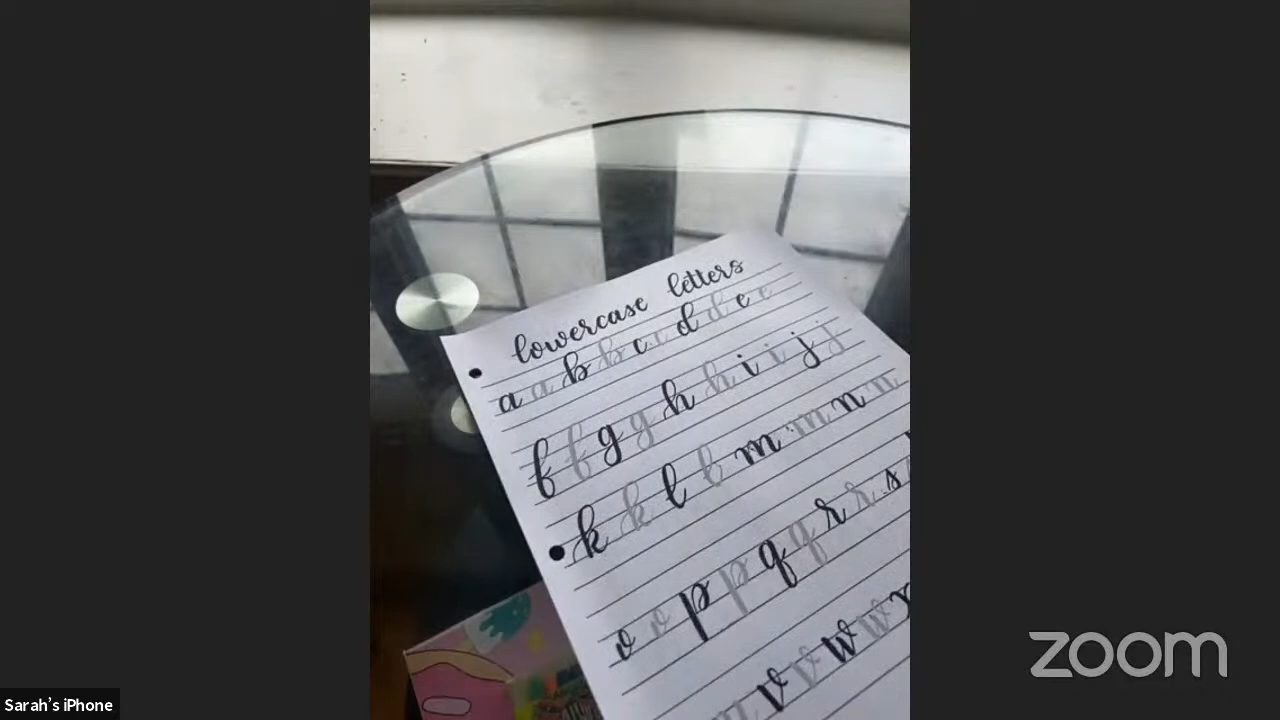 lowercase letters
a a b b c c d d e e
f f g g h h i i j j
k k l l m m n n
o o p p q q r r s
v v w w x
Sarah's iPhone
zoom